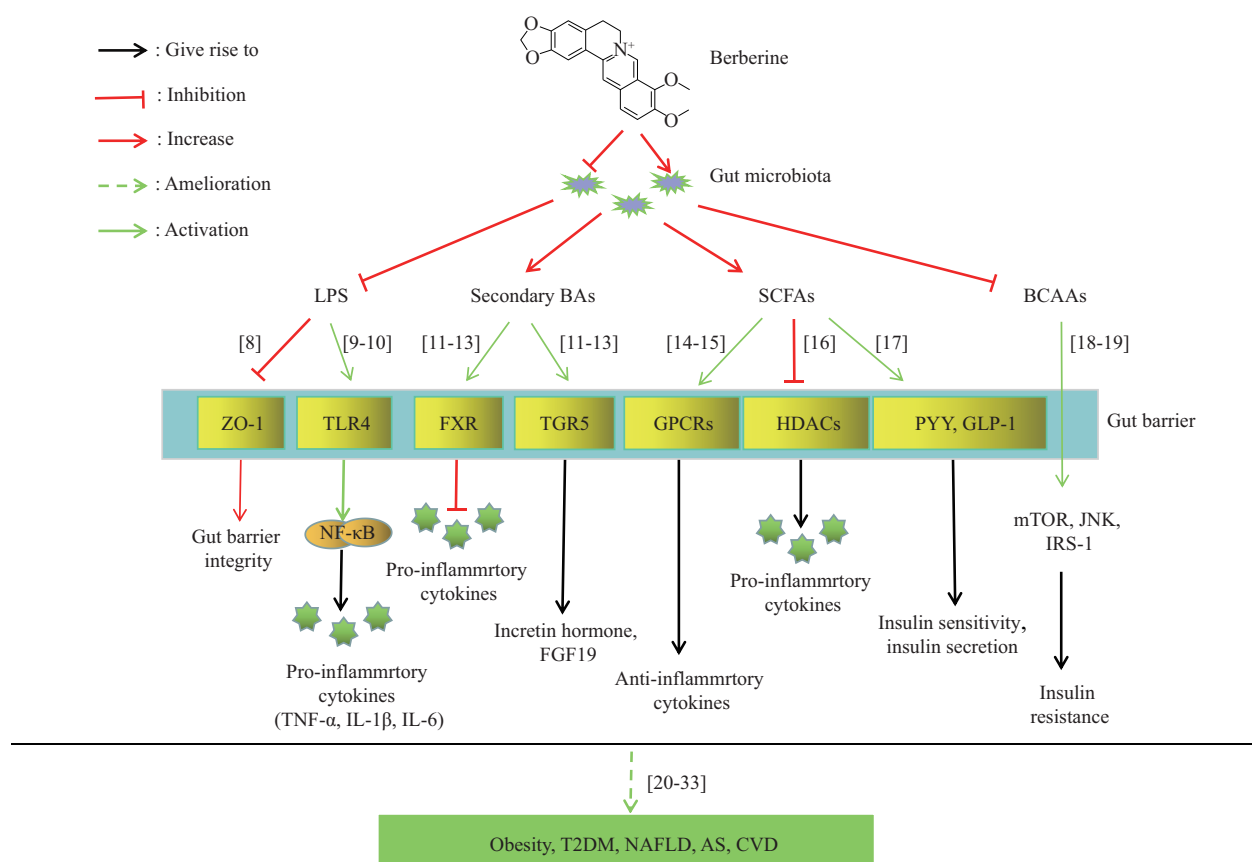 : Give rise to
: Inhibition
: Increase
: Amelioration
: Activation
O
O
N+
O
O
Berberine
Gut microbiota
LPS
Secondary BAs
SCFAs
BCAAs
[8]
[9-10]
[11-13]
[11-13]
[14-15]
[16]
[17]
[18-19]
ZO-1
TLR4
FXR
TGR5
GPCRs
HDACs
PYY, GLP-1
Gut barrier
Gut barrier
integrity
NF-κB
Pro-inflammrtory
cytokines
(TNF-α, IL-1β, IL-6)
Pro-inflammrtory
cytokines
Incretin hormone,
FGF19
Anti-inflammrtory
cytokines
Pro-inflammrtory
cytokines
Insulin sensitivity,
insulin secretion
mTOR, JNK,
IRS-1
Insulin
resistance
[20-33]
Obesity, T2DM, NAFLD, AS, CVD